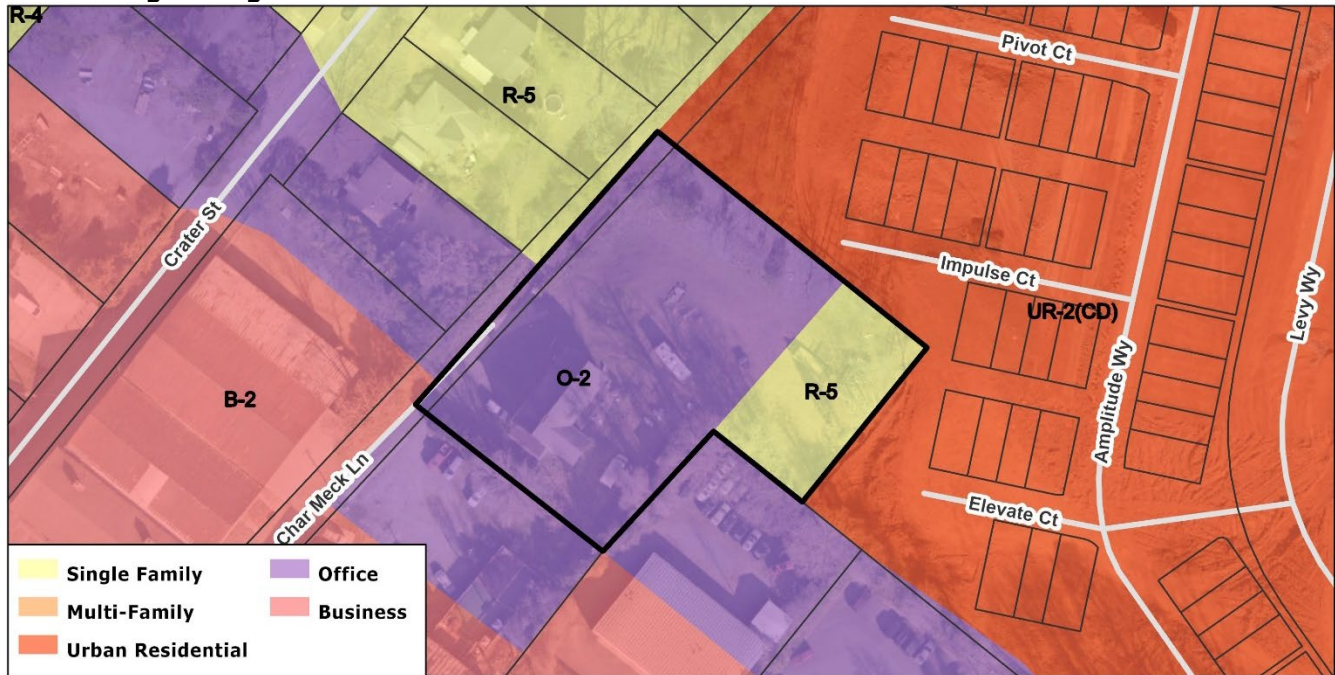 R-4
Pivot Ct
R-5
Crater St
Impulse Ct
UR-2(CD)
Levy Wy
O-2
R-5
B-2
Amplitude Wy
Char Meck Ln
Elevate Ct
Single Family
Office
Multi-Family
Business
Urban Residential